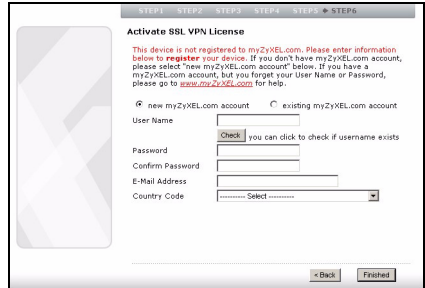 STEP1 STEP2 STEP3 STEP4 STEP5 STEP6
Activate SSL VPN License
This device is not registered to myZyXEL.com. Please enter information
below to register your device. If you don't have myZyXEL.com account,
please select "new myZyXEL.com account" below. If you have a
myZyXEL.com account, but you forget your User Name or Password,
please go to www.myZyXEL.com for help.
new myZyXEL.com account existing myZyXEL.com account
User Name
Check you can click to check if username exists
Password
Confirm Password
E-Mail Address
Country Code ---------- Select ----------
< Back Finished